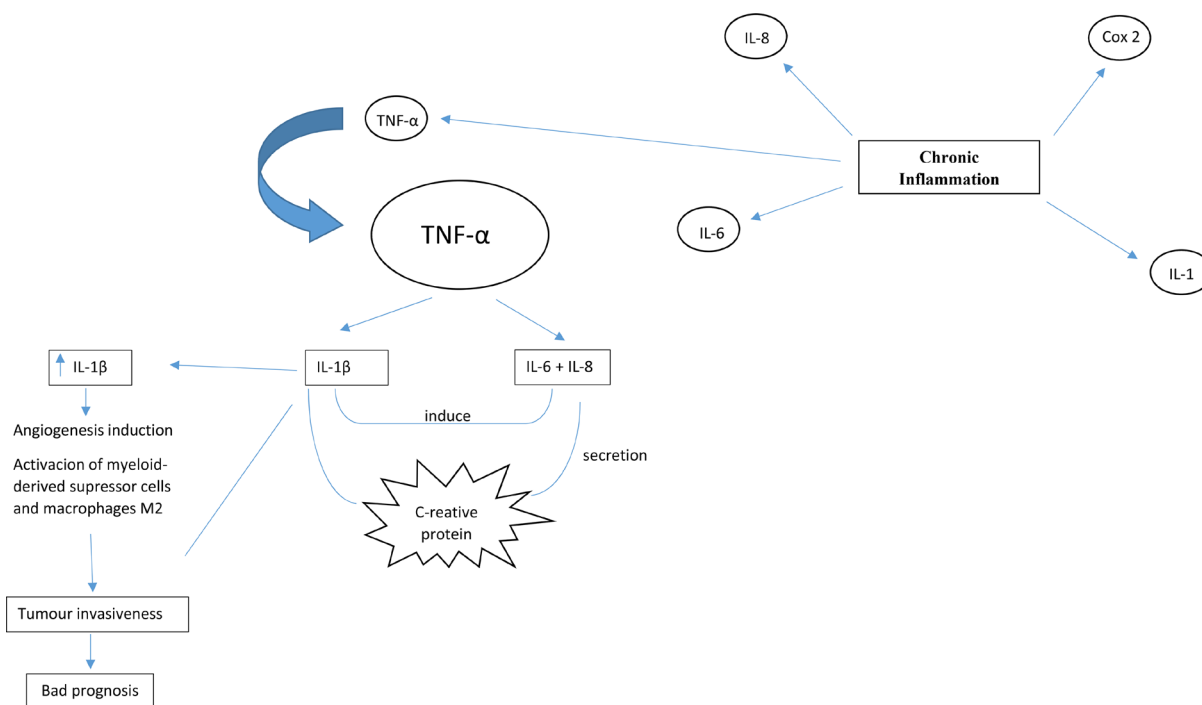 IL-8
Cox 2
TNF-α
Chronic
Inflammation
TNF-α
IL-6
IL-1
IL-1β
IL-1β
IL-6 + IL-8
induce
Angiogenesis induction
secretion
Activacion of myeloid-
derived supressor cells
and macrophages M2
C-reative
protein
Tumour invasiveness
Bad prognosis